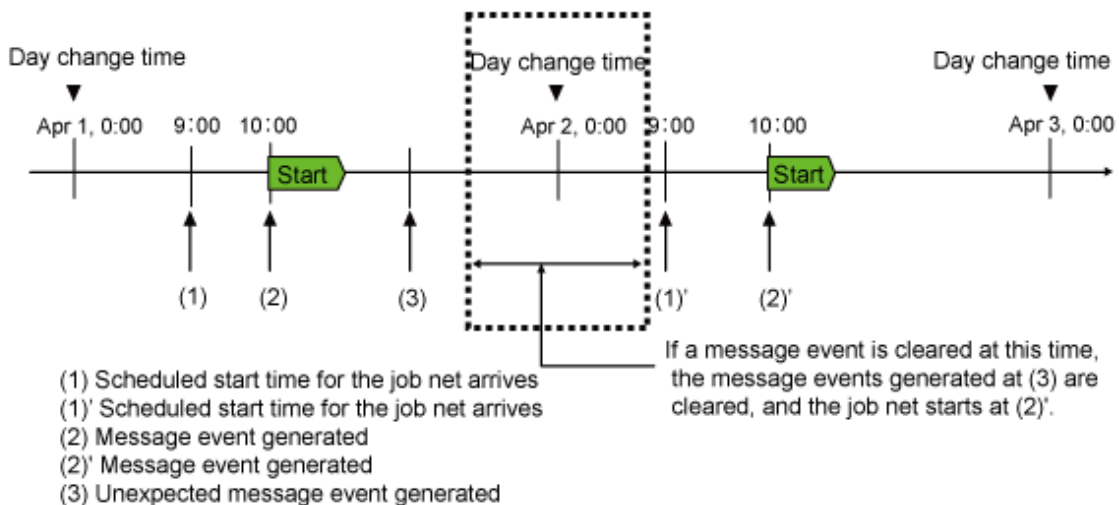 Day change time
Day change time
Day change time
Apr 1, 0:00
9:00
10:00
Apr 2, 0:00
9:00
10:00
Apr 3, 0:00
Start
Start
(1)
(2)
(3)
(1)'
(2)'
If a message event is cleared at this time,
the message events generated at (3) are
cleared, and the job net starts at (2)'.
(1) Scheduled start time for the job net arrives
(1)' Scheduled start time for the job net arrives
(2) Message event generated
(2)' Message event generated
(3) Unexpected message event generated